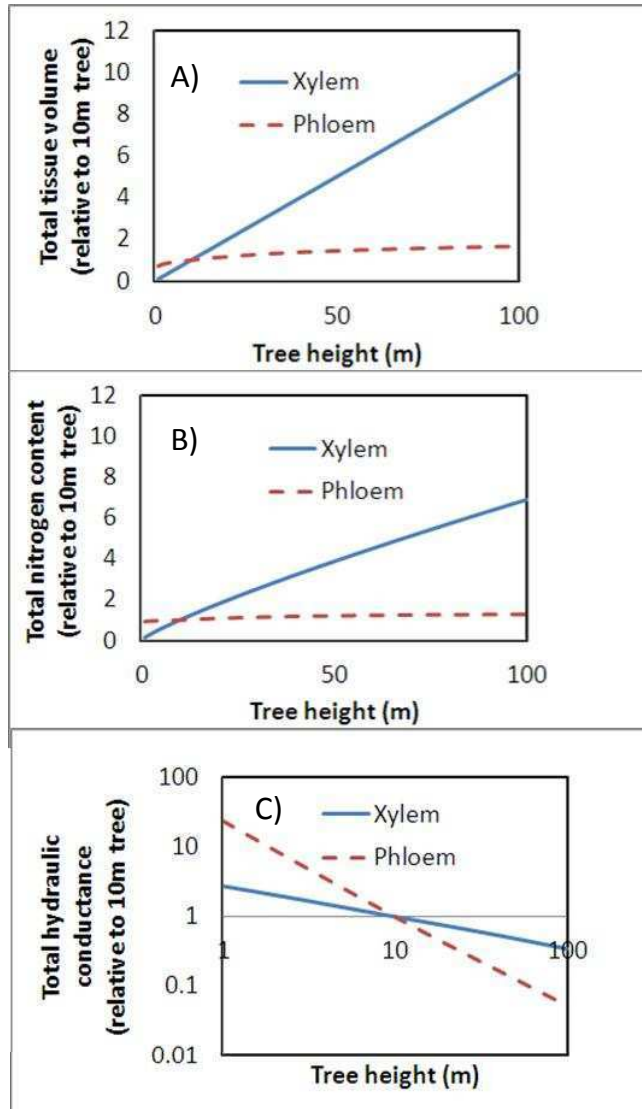 12
10
8
6
4
2
0
A)
Xylem
Phloem
0
50
100
Tree height (m)
Total tissue volume
(relative to 10m tree)
12
10
8
6
4
2
0
B)
Xylem
Phloem
0
50
100
Tree height (m)
Total nitrogen content
(relative to 10m tree)
100
10
1
0.1
0.01
C)
Xylem
Phloem
1
10
100
Tree height (m)
Total hydraulic
conductance
(relative to 10m tree)